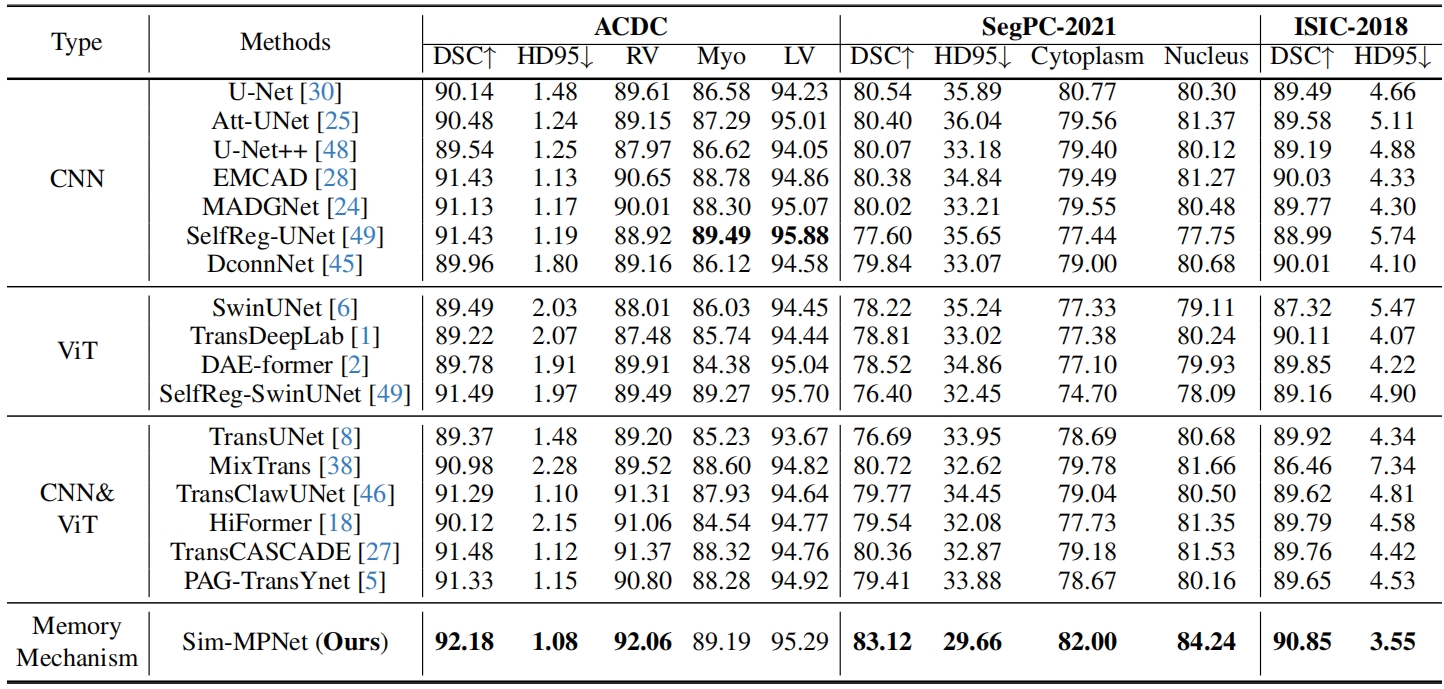 Type Methods ACDC SegPC-2021 ISIC-2018
DSC↑ HD95↓ RV Myo LV DSC↑ HD95↓ Cytoplasm Nucleus DSC↑ HD95↓
CNN
U-Net [30] 90.14 1.48 89.61 86.58 94.23 80.54 35.89 80.77 80.30 89.49 4.66
Att-UNet [25] 90.48 1.24 89.15 87.29 95.01 80.40 36.04 79.56 81.37 89.58 5.11
U-Net++ [48] 89.54 1.25 87.97 86.62 94.05 80.07 33.18 79.40 80.12 89.19 4.88
EMCAD [28] 91.43 1.13 90.65 88.78 94.86 80.38 34.84 79.49 81.27 90.03 4.33
MADGNet [24] 91.13 1.17 90.01 88.30 95.07 80.02 33.21 79.55 80.48 89.77 4.30
SelfReg-UNet [49] 91.43 1.19 88.92 89.49 95.88 77.60 35.65 77.44 77.75 88.99 5.74
DconnNet [45] 89.96 1.80 89.16 86.12 94.58 79.84 33.07 79.00 80.68 90.01 4.10
ViT
SwinUNet [6] 89.49 2.03 88.01 86.03 94.45 78.22 35.24 77.33 79.11 87.32 5.47
TransDeepLab [1] 89.22 2.07 87.48 85.74 94.44 78.81 33.02 77.38 80.24 90.11 4.07
DAE-former [2] 89.78 1.91 89.91 84.38 95.04 78.52 34.86 77.10 79.93 89.85 4.22
SelfReg-SwinUNet [49] 91.49 1.97 89.49 89.27 95.70 76.40 32.45 74.70 78.09 89.16 4.90
CNN&
ViT
TransUNet [8] 89.37 1.48 89.20 85.23 93.67 76.69 33.95 78.69 80.68 89.92 4.34
MixTrans [38] 90.98 2.28 89.52 88.60 94.82 80.72 32.62 79.78 81.66 86.46 7.34
TransClawUNet [46] 91.29 1.10 91.31 87.93 94.64 79.77 34.45 79.04 80.50 89.62 4.81
HiFormer [18] 90.12 2.15 91.06 84.54 94.77 79.54 32.08 77.73 81.35 89.79 4.58
TransCASCADE [27] 91.48 1.12 91.37 88.32 94.76 80.36 32.87 79.18 81.53 89.76 4.42
PAG-TransYnet [5] 91.33 1.15 90.80 88.28 94.92 79.41 33.88 78.67 80.16 89.65 4.53
Memory
Mechanism
Sim-MPNet (Ours) 92.18 1.08 92.06 89.19 95.29 83.12 29.66 82.00 84.24 90.85 3.55